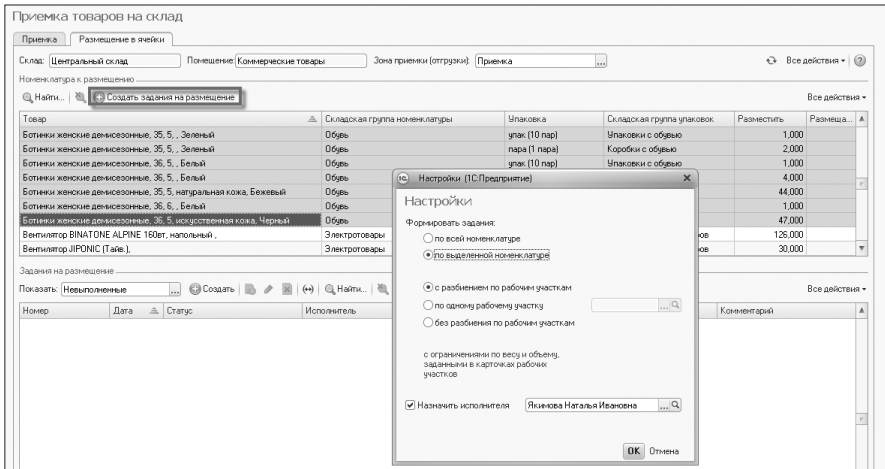 Приемка товаров на склад
Приемка Размещение в ячейки
Склад: Центральный склад Помещение: Коммерческие товары Зона приемки (отгрузки): Приемка ... Все действия
Номенклатура к размещению
Найти... Создать задания на размещение Все действия
Товар Складская группа номенклатуры Упаковка Складская группа упаковок Разместить Размеща...
Ботинки женские демисезонные, 35, 5, , Зеленый Обувь упак (10 пар) Упаковки с обувью 1,000
Ботинки женские демисезонные, 35, 5, , Зеленый Обувь пара (1 пара) Коробки с обувью 2,000
Ботинки женские демисезонные, 36, 5, , Белый Обувь упак (10 пар) Упаковки с обувью 1,000
Ботинки женские демисезонные, 36, 5, , Белый Обувь 4,000
Ботинки женские демисезонные, 35, 5, натуральная кожа, Бежевый Обувь 44,000
Ботинки женские демисезонные, 36, 6, , Белый Обувь 1,000
Ботинки женские демисезонные, 36, 5, искусственная кожа, Черный Обувь 47,000
Вентилятор BINATONE ALPINE 160вт, напольный , Электротовары ров 126,000
Вентилятор JIPONIC (Тайв.), Электротовары ов 30,000
Задания на размещение
Показать: Невыполненные ... Создать Найти... Все действия
Номер Дата Статус Исполнитель Комментарий
Настройки (1С:Предприятие)
Настройки
Формировать задания:
по всей номенклатуре
по выделенной номенклатуре
с разбиением по рабочим участкам
по одному рабочему участку ...
без разбиения по рабочим участкам
с ограничениями по весу и объему,
заданными в карточках рабочих
участков
Назначить исполнителя Якимова Наталья Ивановна ...
OK Отмена